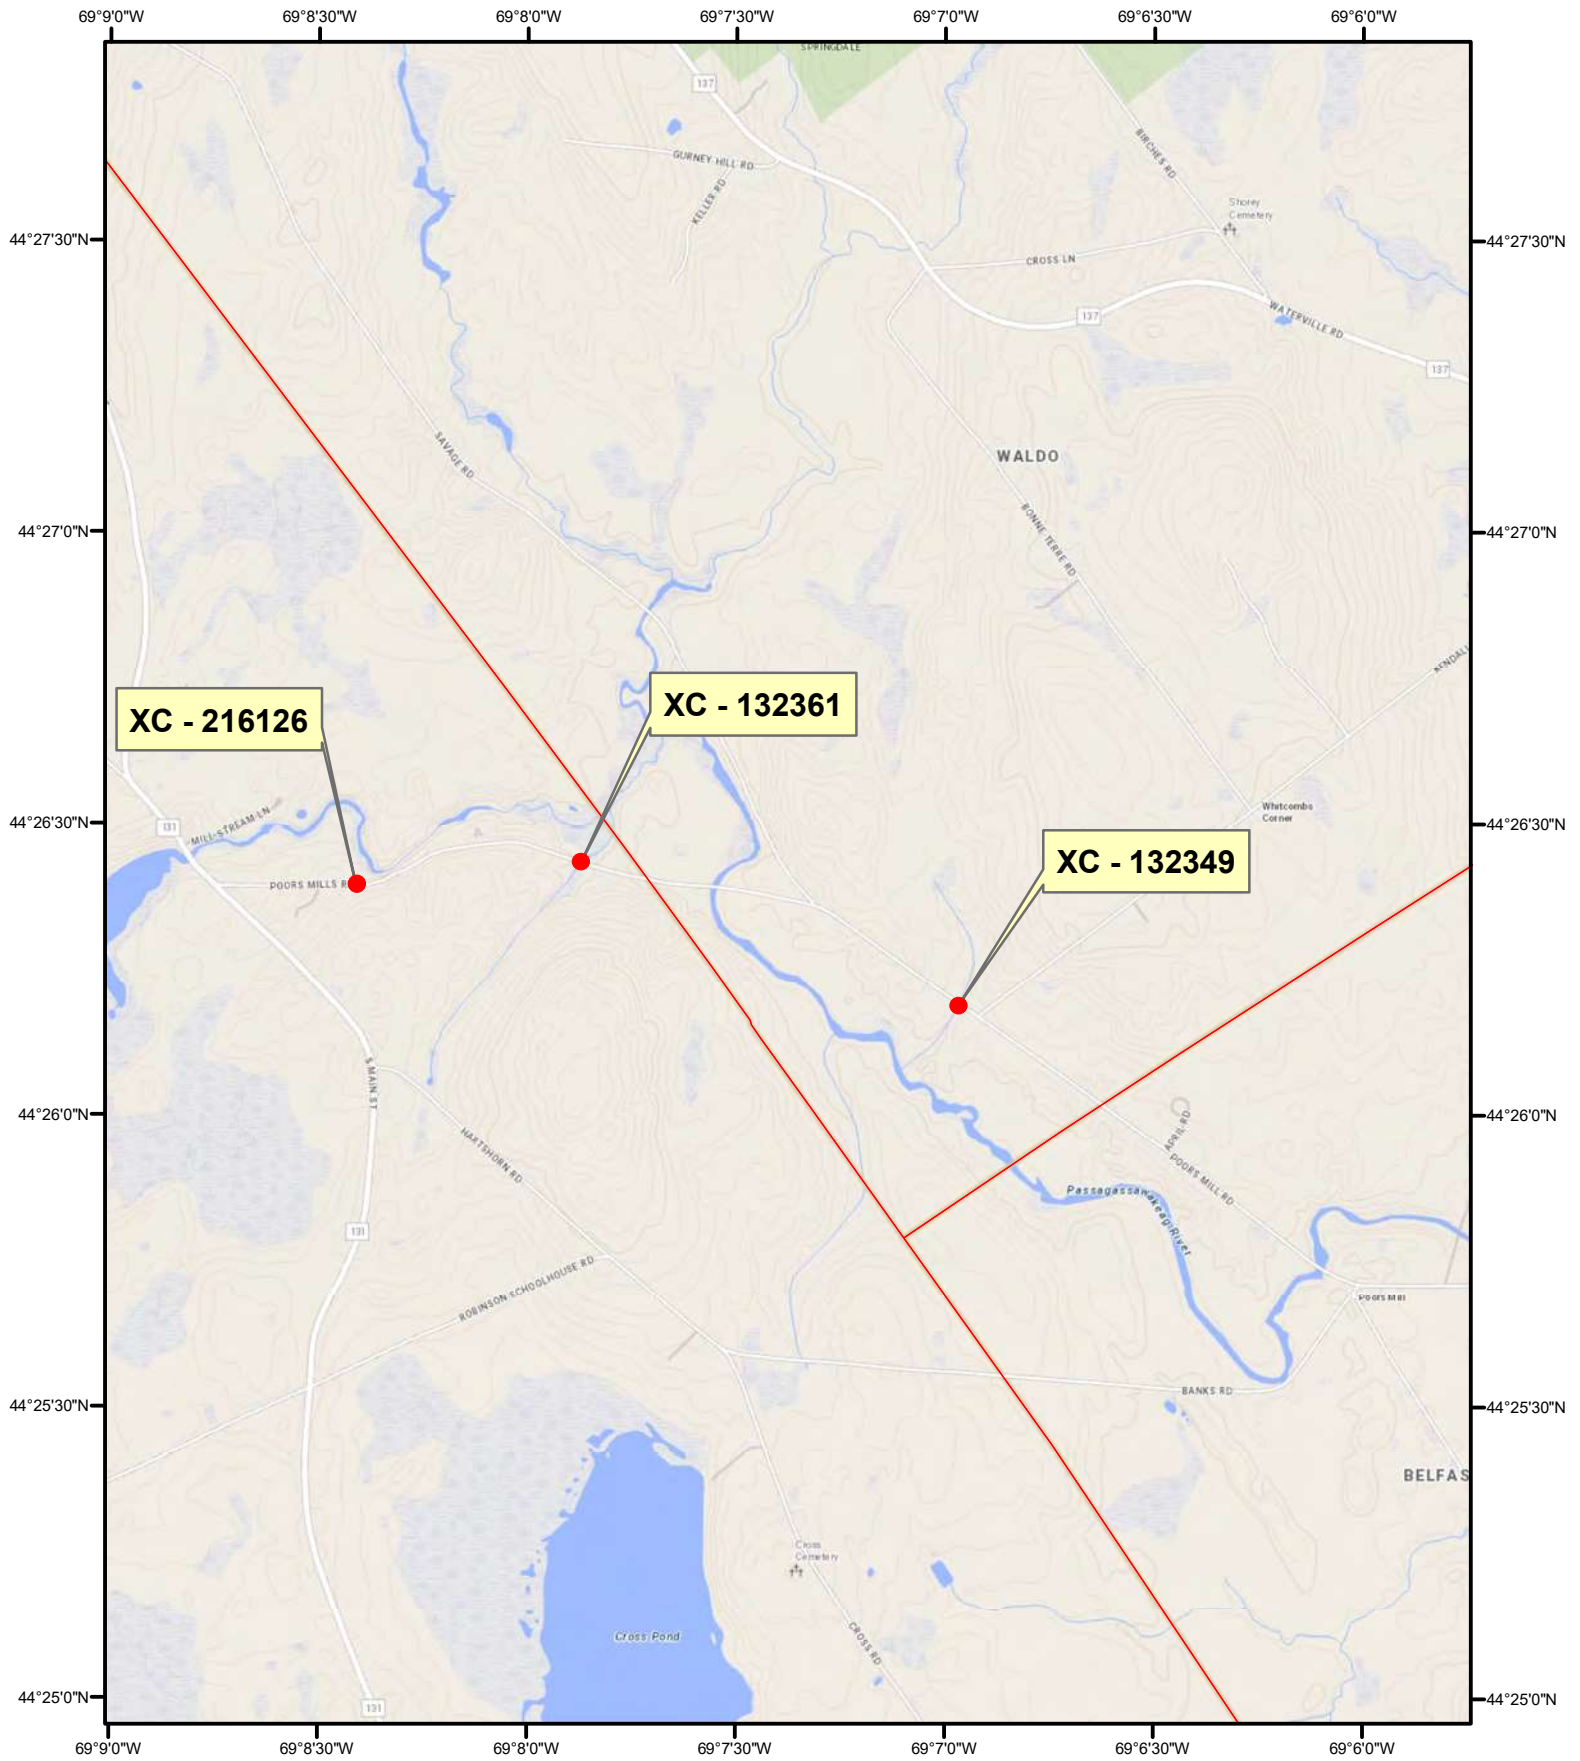 69°9'0"W 69°8'30"W 69°8'0"W 69°7'30"W 69°7'0"W 69°6'30"W 69°6'0"W
SPRINGDALE
137
BIRCHES RD
GURNEY HILL RD
KELLER RD
Shorey
Cemetery
44°27'30"N 44°27'30"N
CROSS LN
WATERVILLE RD
137
137
SAVAGE RD
WALDO
BONNE TERRE RD
44°27'0"N 44°27'0"N
KENDALL
XC - 216126
XC - 132361
Whitcombs
Corner
44°26'30"N 44°26'30"N
131
MILL-STREAM-LN
XC - 132349
POORS MILLS R
S MAIN ST
44°26'0"N 44°26'0"N
HARTSHORN RD
APRIL RD
POORS MILL RD
Passagassawakeag River
131
ROBINSON SCHOOLHOUSE RD
Poors Mill
BANKS RD
44°25'30"N 44°25'30"N
BELFAS
Cross
Cemetery
Cross Pond
CROSS RD
44°25'0"N 44°25'0"N
131
69°9'0"W 69°8'30"W 69°8'0"W 69°7'30"W 69°7'0"W 69°6'30"W 69°6'0"W